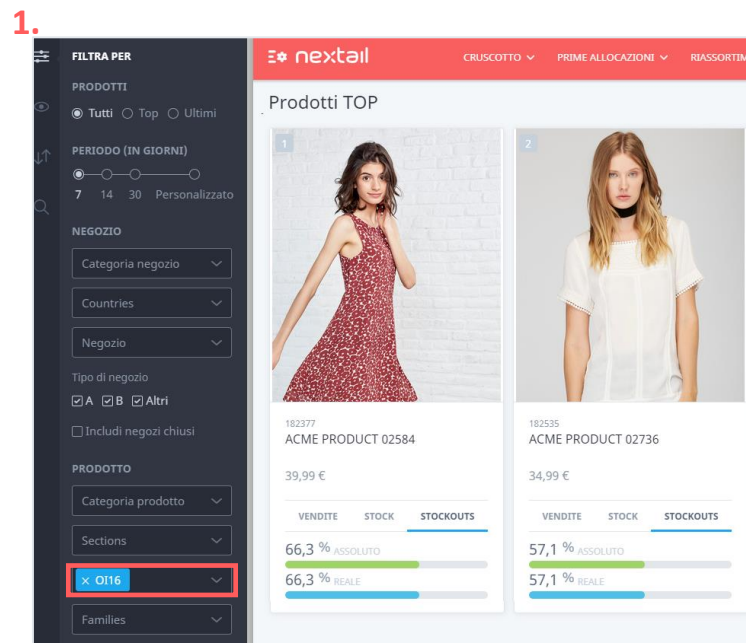 1.
FILTRA PER
PRODOTTI
Tutti Top Ultimi
PERIODO (IN GIORNI)
7 14 30 Personalizzato
NEGOZIO
Categoria negozio
Countries
Negozio
Tipo di negozio
A B Altri
Includi negozi chiusi
PRODOTTO
Categoria prodotto
Sections
× OI16
Families
nextail CRUSCOTTO PRIME ALLOCAZIONI RIASSORTIM
Prodotti TOP
1
182377
ACME PRODUCT 02584
39,99 €
VENDITE STOCK STOCKOUTS
66,3 % ASSOLUTO
66,3 % REALE
2
182535
ACME PRODUCT 02736
34,99 €
VENDITE STOCK STOCKOUTS
57,1 % ASSOLUTO
57,1 % REALE